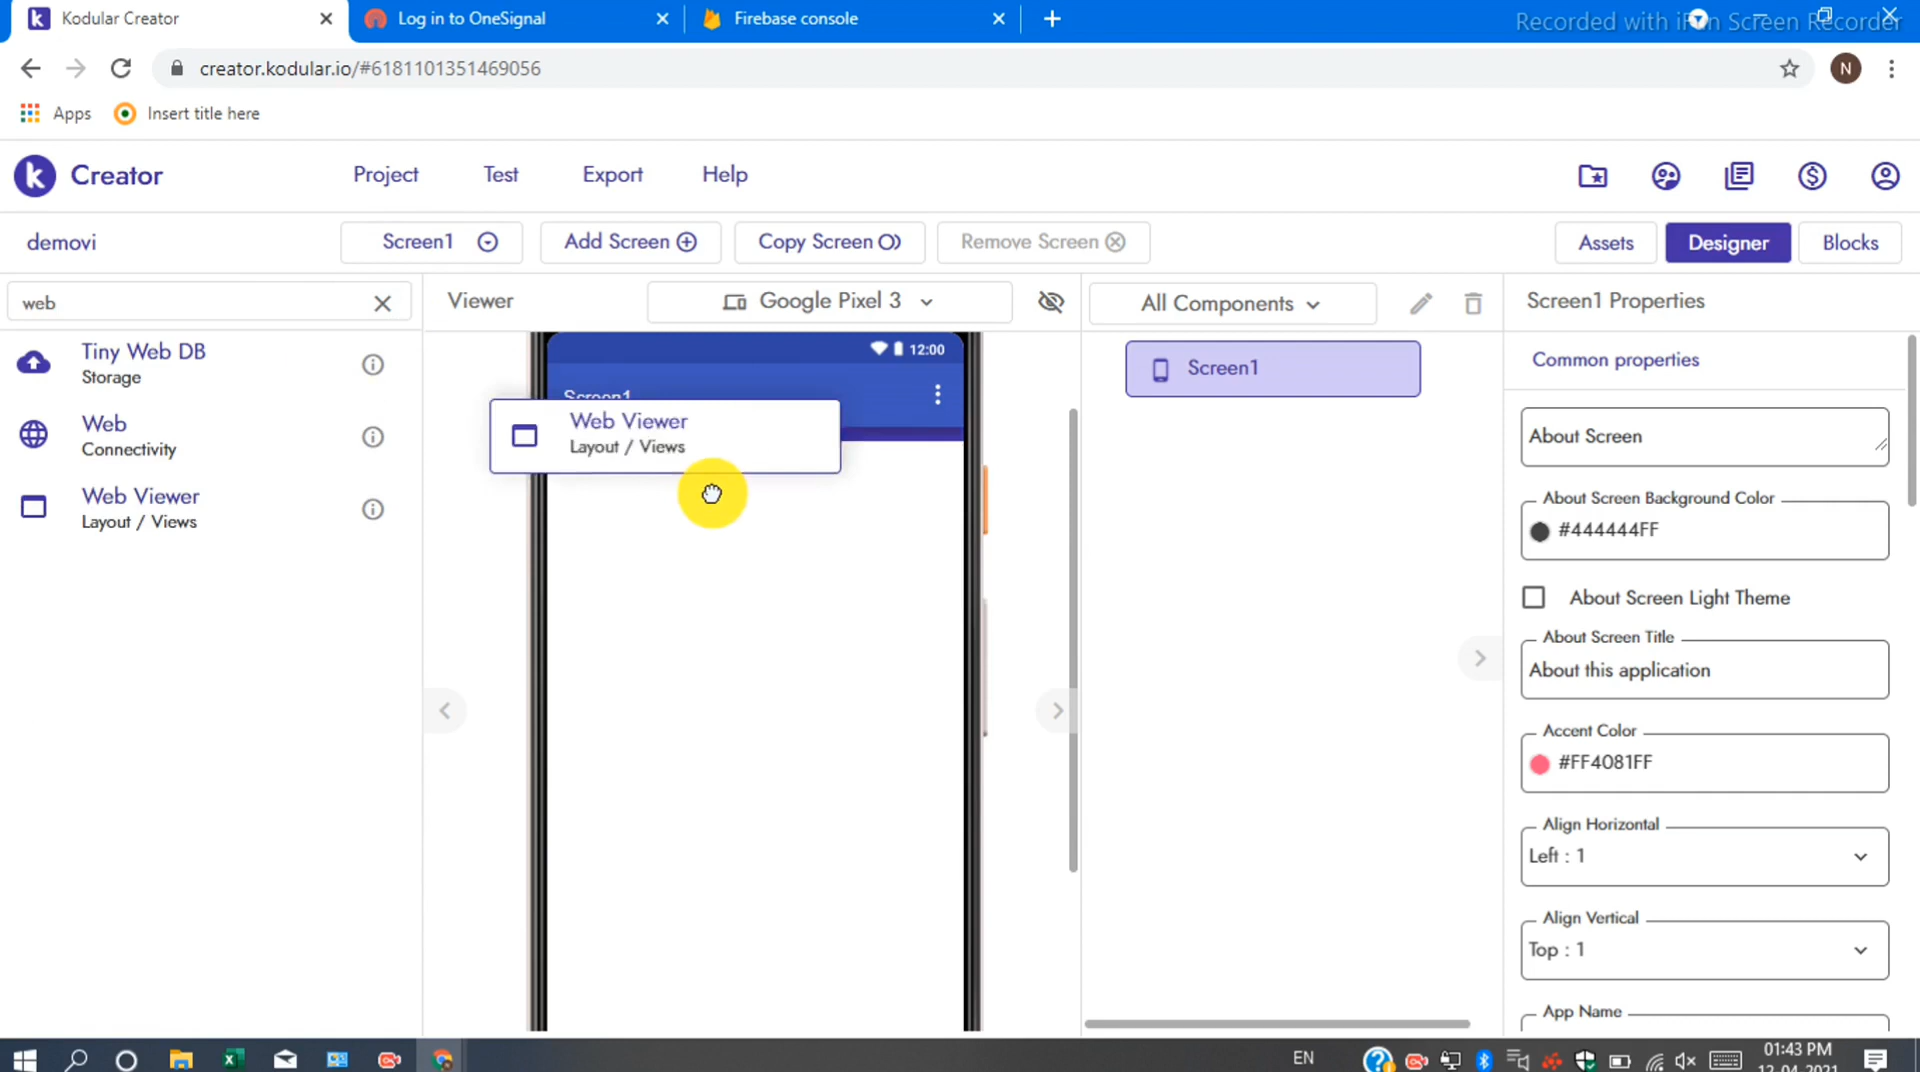 Kodular Creator
Log in to OneSignal
Firebase console
Recorded with iFun Screen Recorder
creator.kodular.io/#6181101351469056
N
Apps
Insert title here
k
Creator
Project
Test
Export
Help
demovi
Screen1
Add Screen
Copy Screen
Remove Screen
Assets
Designer
Blocks
web
Viewer
Google Pixel 3
All Components
Screen1 Properties
Tiny Web DB
Storage
Web
Connectivity
Web Viewer
Layout / Views
12:00
Screen1
Web Viewer
Layout / Views
Screen1
Common properties
About Screen
About Screen Background Color
#444444FF
About Screen Light Theme
About Screen Title
About this application
Accent Color
#FF4081FF
Align Horizontal
Left : 1
Align Vertical
Top : 1
App Name
EN
01:43 PM
12-04-2021